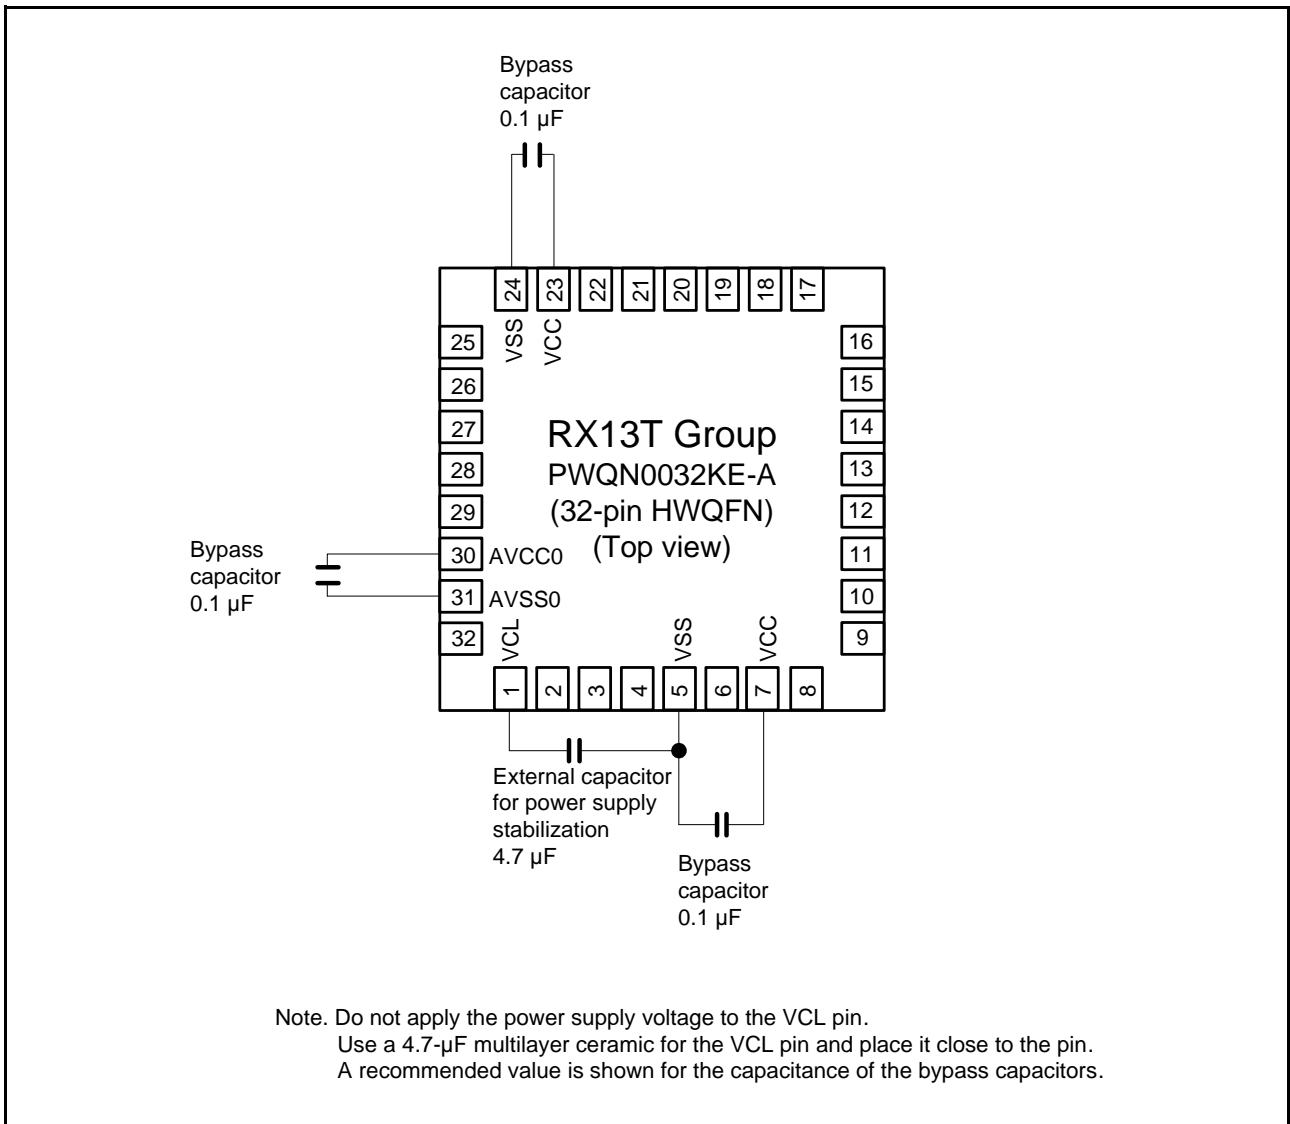 Bypass
capacitor
0.1 µF
24 23 22 21 20 19 18 17
VSS VCC
25
26
27
28
29
30 AVCC0
31 AVSS0
32
16
15
14
13
12
11
10
9
RX13T Group
PWQN0032KE-A
(32-pin HWQFN)
(Top view)
Bypass
capacitor
0.1 µF
VCL VSS VCC
1 2 3 4 5 6 7 8
External capacitor
for power supply
stabilization
4.7 µF
Bypass
capacitor
0.1 µF
Note. Do not apply the power supply voltage to the VCL pin.
Use a 4.7-µF multilayer ceramic for the VCL pin and place it close to the pin.
A recommended value is shown for the capacitance of the bypass capacitors.